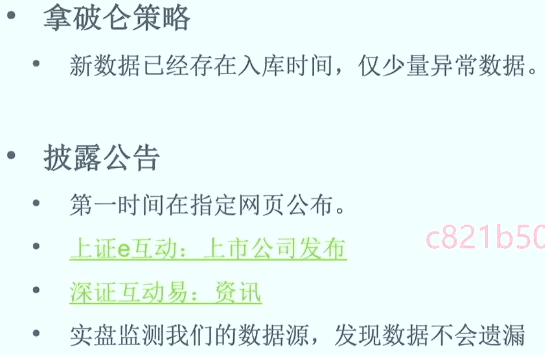 拿破仑策略
新数据已经存在入库时间，仅少量异常数据。
披露公告
第一时间在指定网页公布。
上证e互动：上市公司发布
c821b50
深证互动易：资讯
实盘监测我们的数据源，发现数据不会遗漏